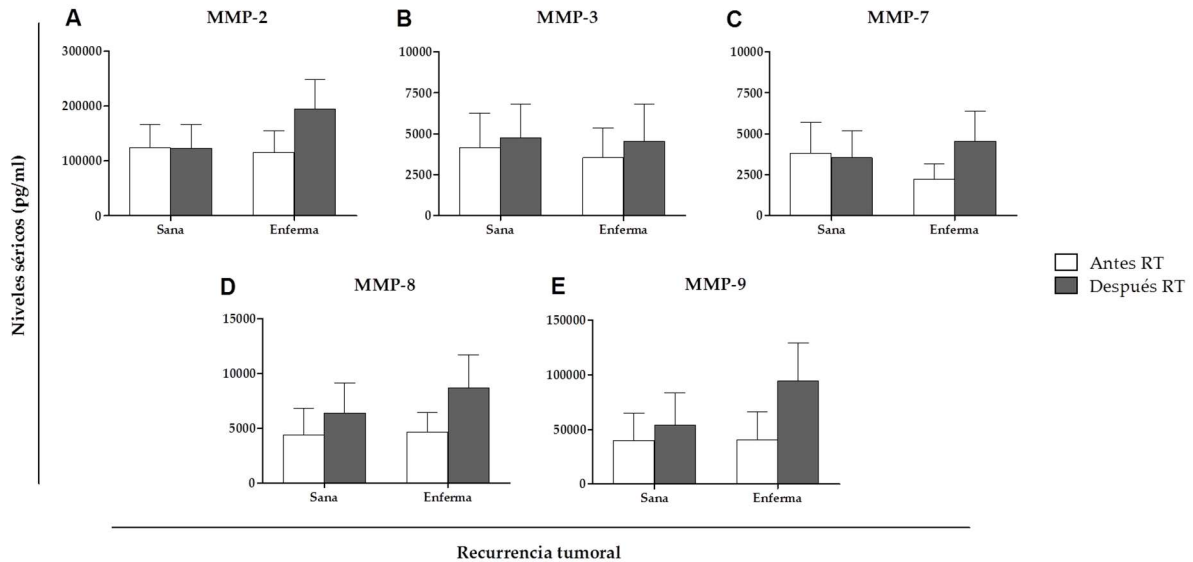 A
MMP-2
B
MMP-3
C
MMP-7
300000
200000
100000
0
Sana
Enferma
10000
7500
5000
2500
0
Sana
Enferma
10000
7500
5000
2500
0
Sana
Enferma
Niveles séricos (pg/ml)
Antes RT
Después RT
D
MMP-8
E
MMP-9
15000
10000
5000
0
Sana
Enferma
150000
100000
50000
0
Sana
Enferma
Recurrencia tumoral